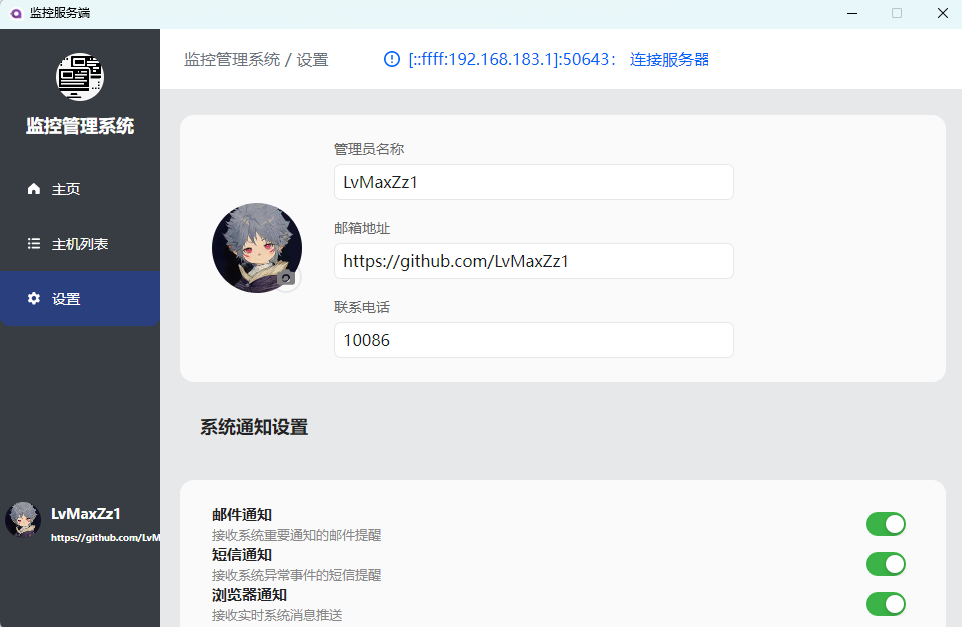 监控服务端
监控管理系统
主页
主机列表
设置
LvMaxZz1
https://github.com/LvM
监控管理系统 / 设置
[::ffff:192.168.183.1]:50643： 连接服务器
管理员名称
LvMaxZz1
邮箱地址
https://github.com/LvMaxZz1
联系电话
10086
系统通知设置
邮件通知
接收系统重要通知的邮件提醒
短信通知
接收系统异常事件的短信提醒
浏览器通知
接收实时系统消息推送